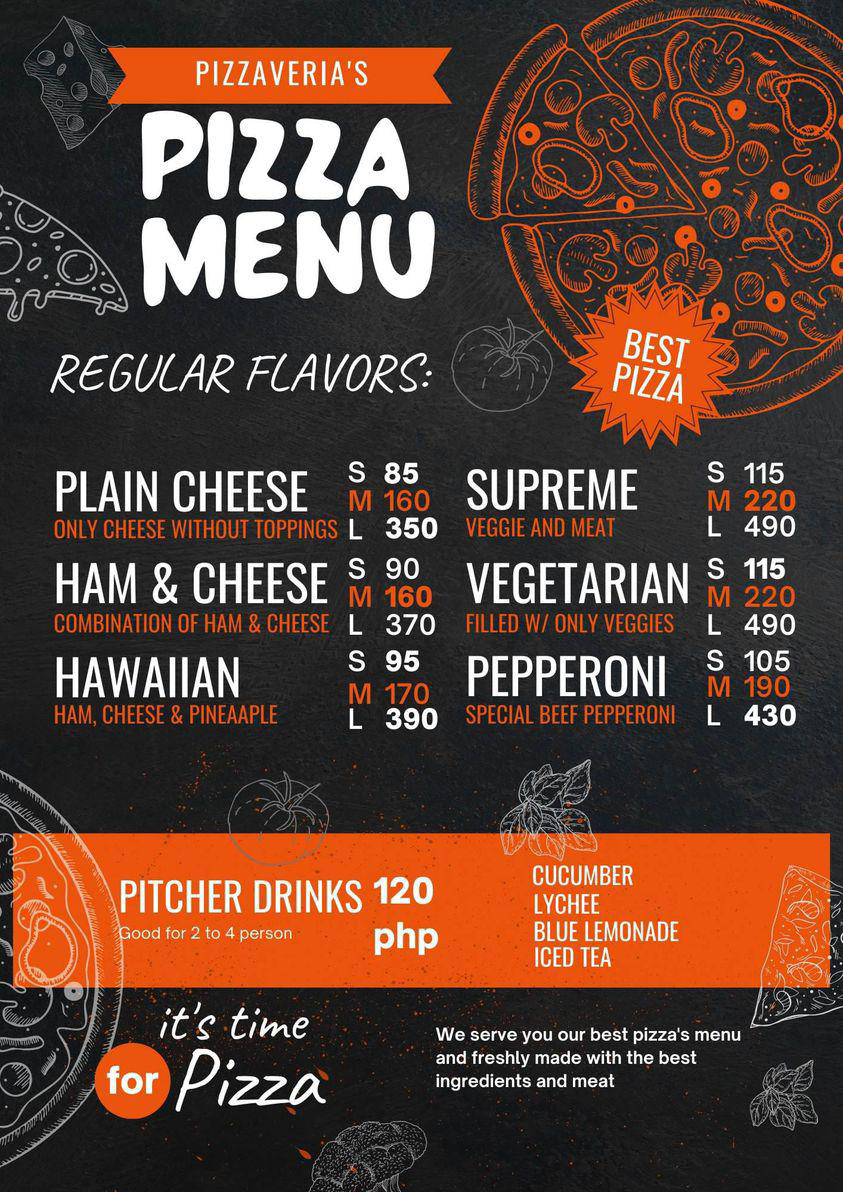 PIZZAVERIA'S
PIZZA
MENU
BEST
PIZZA
REGULAR FLAVORS:
PLAIN CHEESE
ONLY CHEESE WITHOUT TOPPINGS
S 85
M 160
L 350
HAM & CHEESE
COMBINATION OF HAM & CHEESE
S 90
M 160
L 370
HAWAIIAN
HAM, CHEESE & PINEAAPLE
S 95
M 170
L 390
SUPREME
VEGGIE AND MEAT
S 115
M 220
L 490
VEGETARIAN
FILLED W/ ONLY VEGGIES
S 115
M 220
L 490
PEPPERONI
SPECIAL BEEF PEPPERONI
S 105
M 190
L 430
PITCHER DRINKS
Good for 2 to 4 person
120
php
CUCUMBER
LYCHEE
BLUE LEMONADE
ICED TEA
it's time
for Pizza
We serve you our best pizza's menu
and freshly made with the best
ingredients and meat